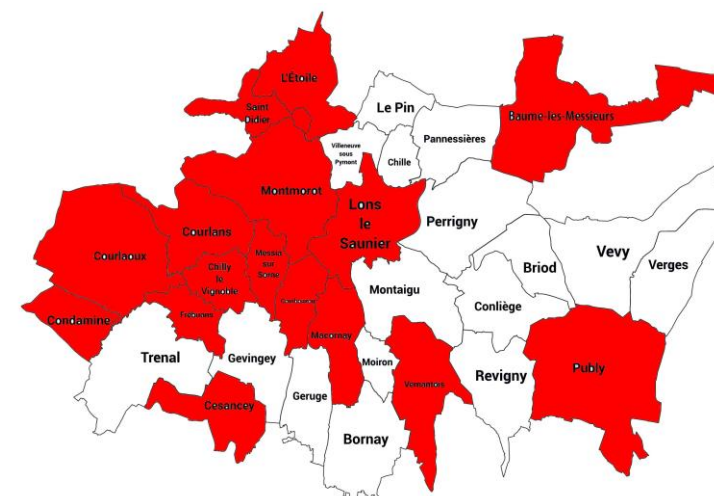 L'Étoile
Saint
Didier
Le Pin
Baume-les-Messieurs
Pannessières
Villeneuve
sous
Pymont
Chille
Montmorot
Lons
le
Saunier
Perrigny
Courlans
Courlaoux
Messia
sur
Sorne
Chilly
le
Vignoble
Vevy
Briod
Verges
Montaigu
Conliège
Condamine
Frébuans
Macornay
Trenal
Gevingey
Moiron
Publy
Revigny
Vernantois
Geruge
Cesancey
Bornay